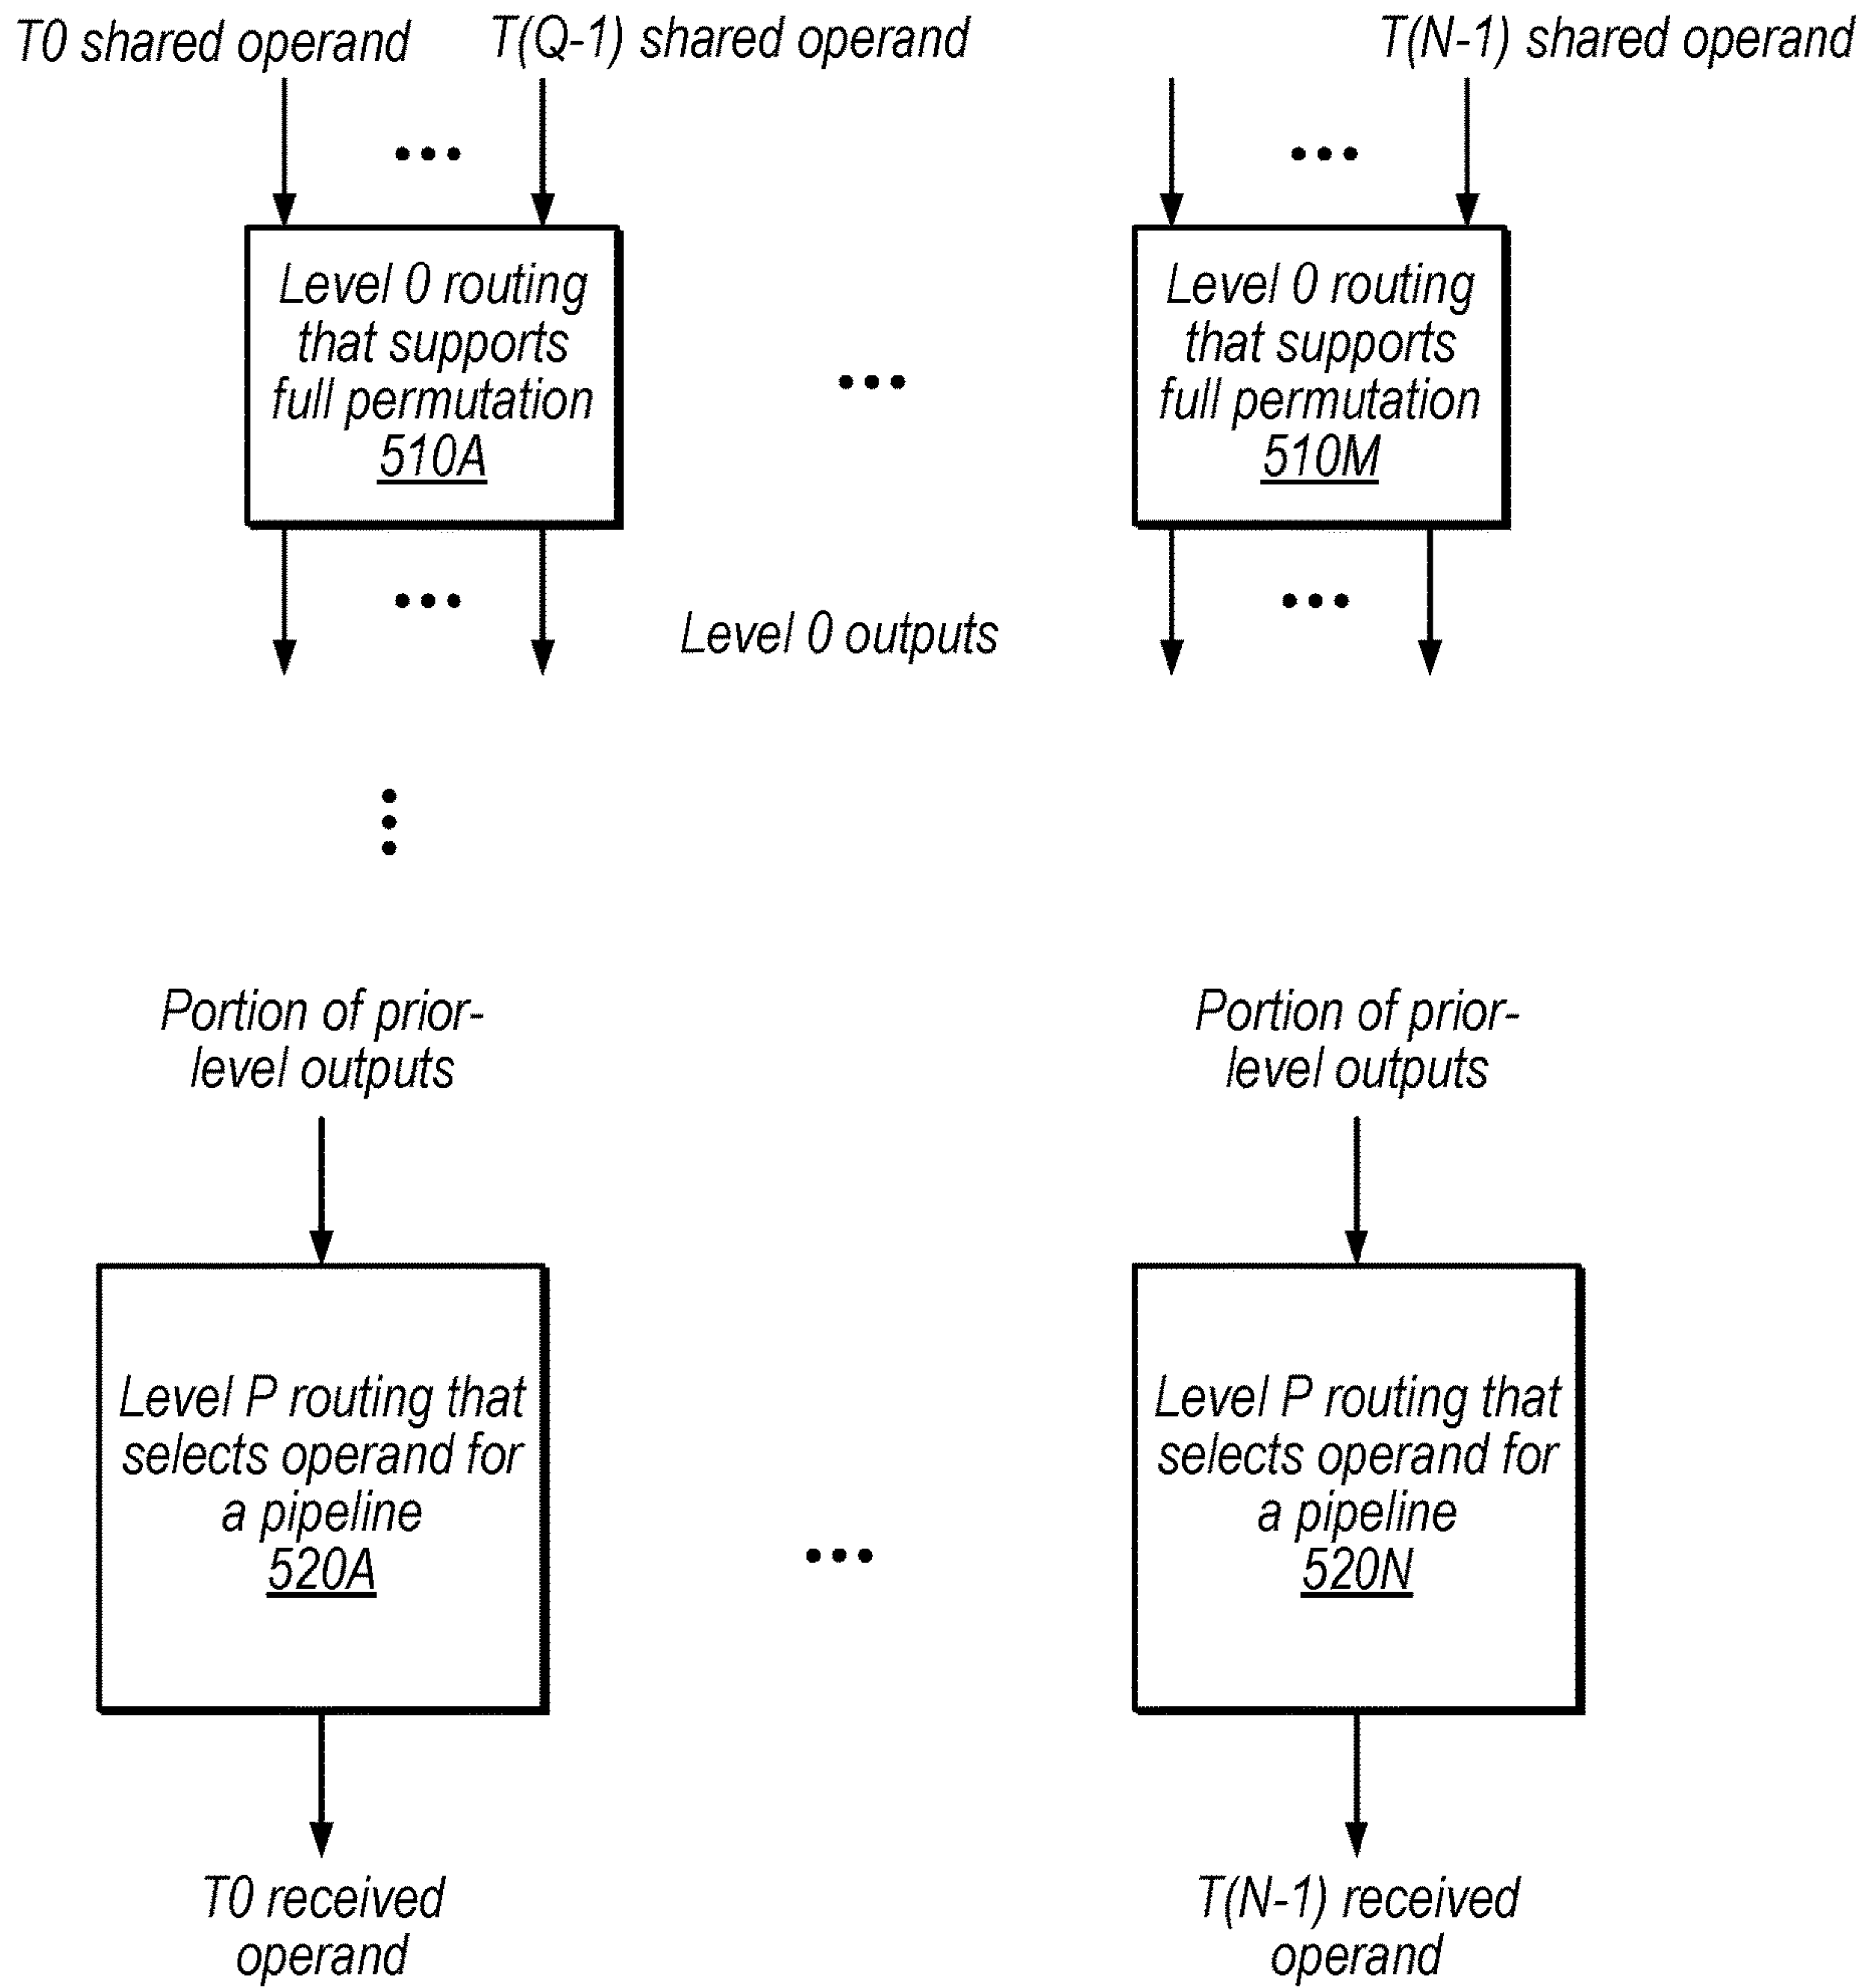 T0 shared operand
T(Q-1) shared operand
T(N-1) shared operand
Level 0 routing
that supports
full permutation
510A
Level 0 routing
that supports
full permutation
510M
Level 0 outputs
Portion of prior-
level outputs
Portion of prior-
level outputs
Level P routing that
selects operand for
a pipeline
520A
Level P routing that
selects operand for
a pipeline
520N
T0 received
operand
T(N-1) received
operand